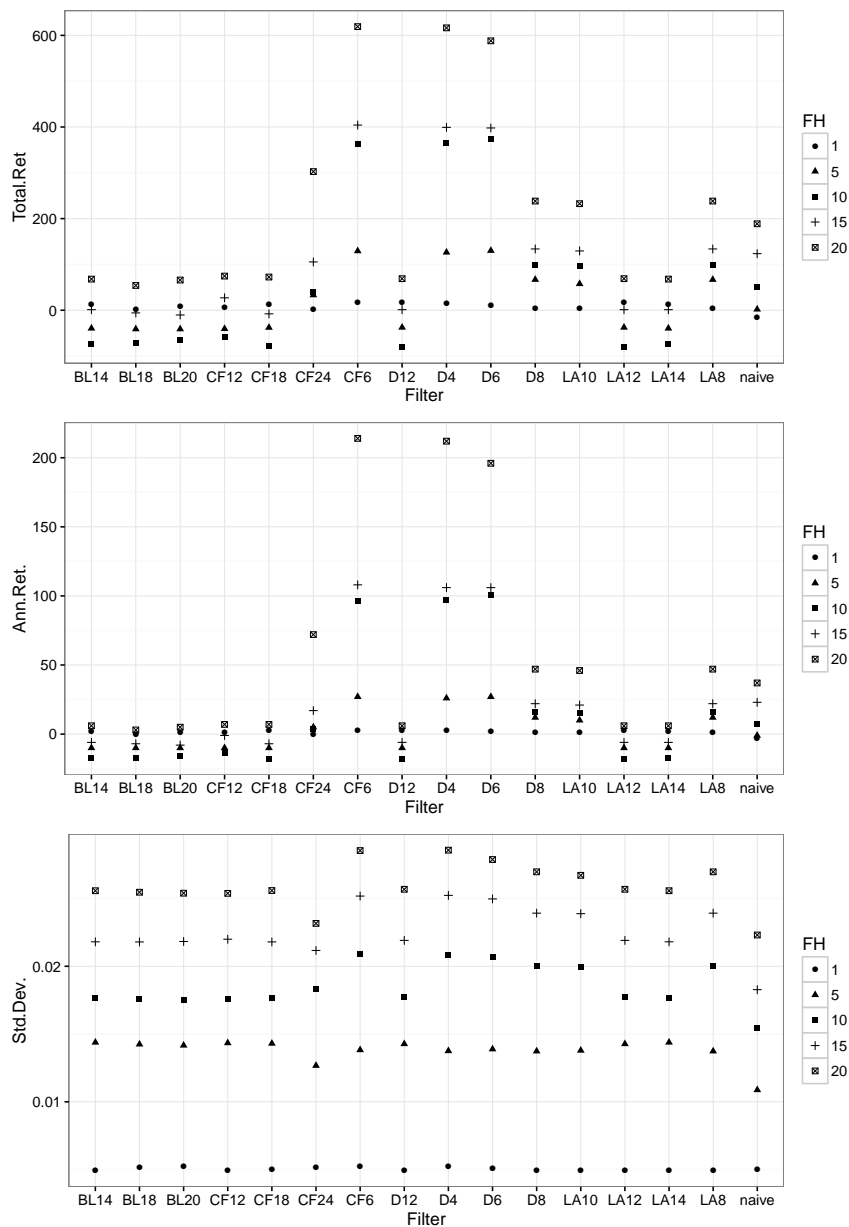 600
400
200
0
Total.Ret
BL14 BL18 BL20 CF12 CF18 CF24 CF6 D12 D4 D6 D8 LA10 LA12 LA14 LA8 naive
Filter
FH
1
5
10
15
20
200
150
100
50
0
Ann.Ret.
BL14 BL18 BL20 CF12 CF18 CF24 CF6 D12 D4 D6 D8 LA10 LA12 LA14 LA8 naive
Filter
FH
1
5
10
15
20
0.02
0.01
Std.Dev.
BL14 BL18 BL20 CF12 CF18 CF24 CF6 D12 D4 D6 D8 LA10 LA12 LA14 LA8 naive
Filter
FH
1
5
10
15
20